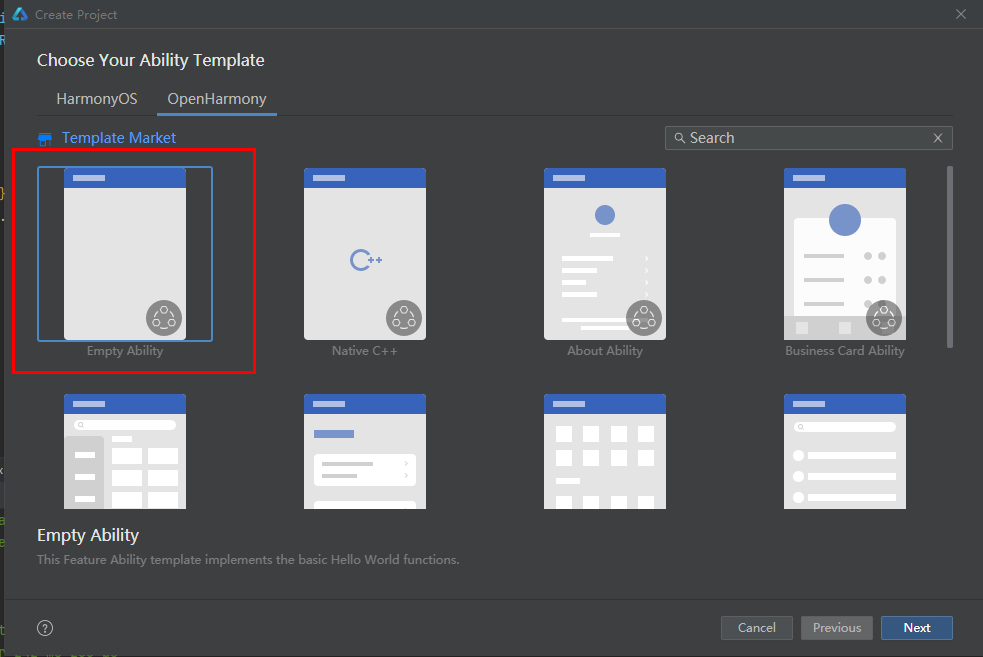 Create Project
Choose Your Ability Template
HarmonyOS
OpenHarmony
Template Market
Search
C++
Empty Ability
Native C++
About Ability
Business Card Ability
Empty Ability
This Feature Ability template implements the basic Hello World functions.
?
Cancel
Previous
Next